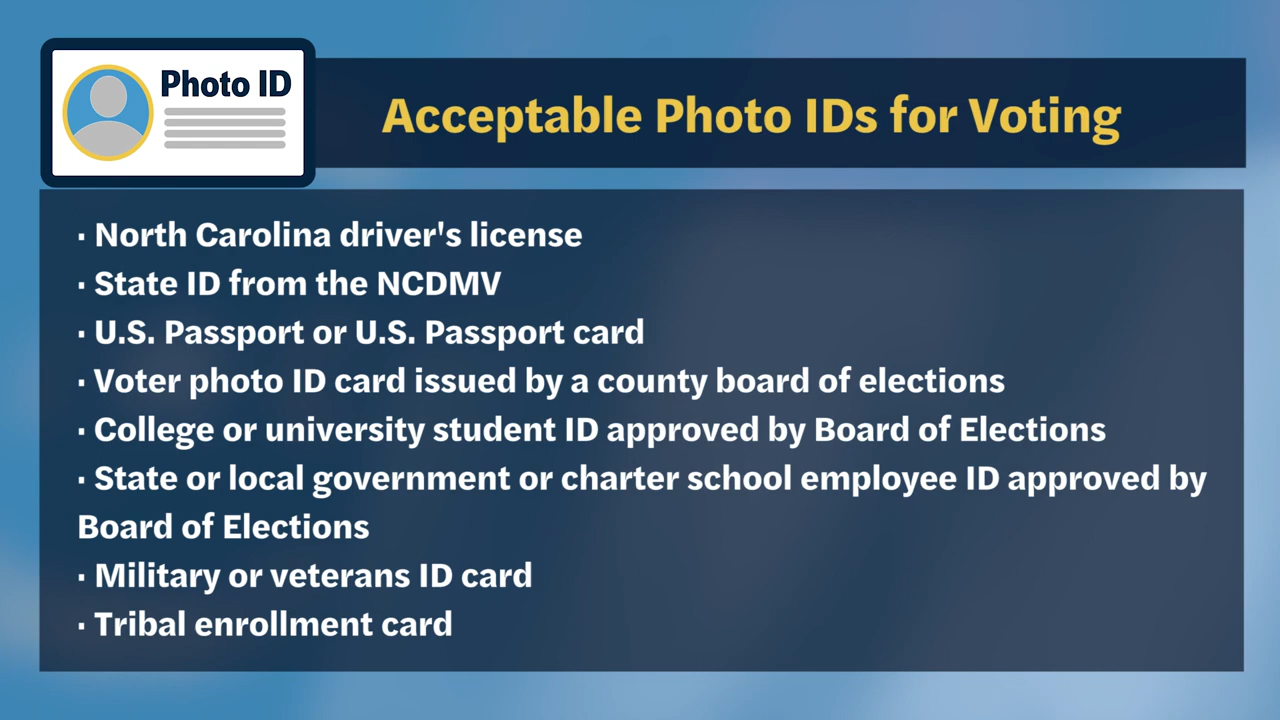 Photo ID
Acceptable Photo IDs for Voting
· North Carolina driver's license
· State ID from the NCDMV
· U.S. Passport or U.S. Passport card
· Voter photo ID card issued by a county board of elections
· College or university student ID approved by Board of Elections
· State or local government or charter school employee ID approved by
Board of Elections
· Military or veterans ID card
· Tribal enrollment card